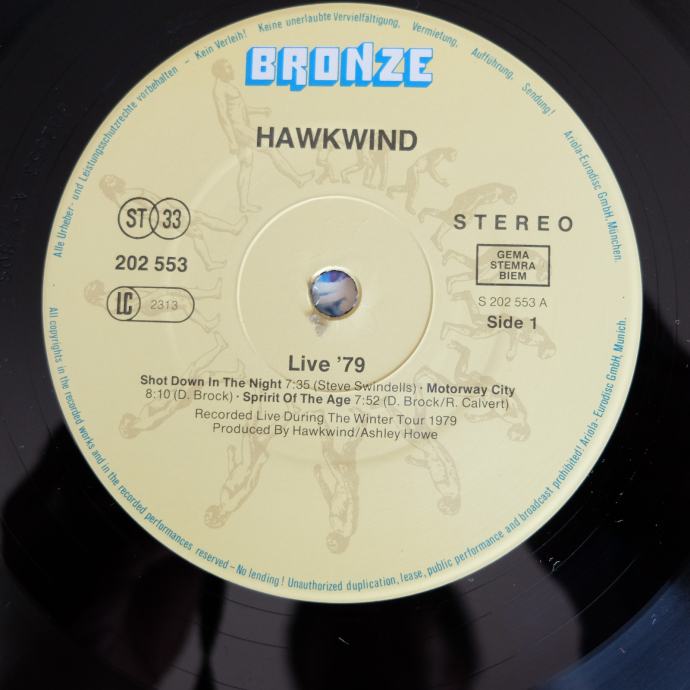 Alle Urheber- und Leistungsschutzrechte vorbehalten – Kein Verleih! Keine unerlaubte Vervielfältigung, Vermietung, Aufführung, Sendung! Ariola-Eurodisc GmbH, München.
BRONZE
HAWKWIND
ST 33
STEREO
202 553
GEMA
STEMRA
BIEM
LC 2313
S 202 553 A
Side 1
Live '79
Shot Down In The Night 7:35 (Steve Swindells) · Motorway City
8:10 (D. Brock) · Spririt Of The Age 7:52 (D. Brock/R. Calvert)
Recorded Live During The Winter Tour 1979
Produced By Hawkwind/Ashley Howe
All copyrights in the recorded works and in the recorded performances reserved – No lending! Unauthorized duplication, lease, public performance and broadcast prohibited! Ariola-Eurodisc GmbH, Munich.